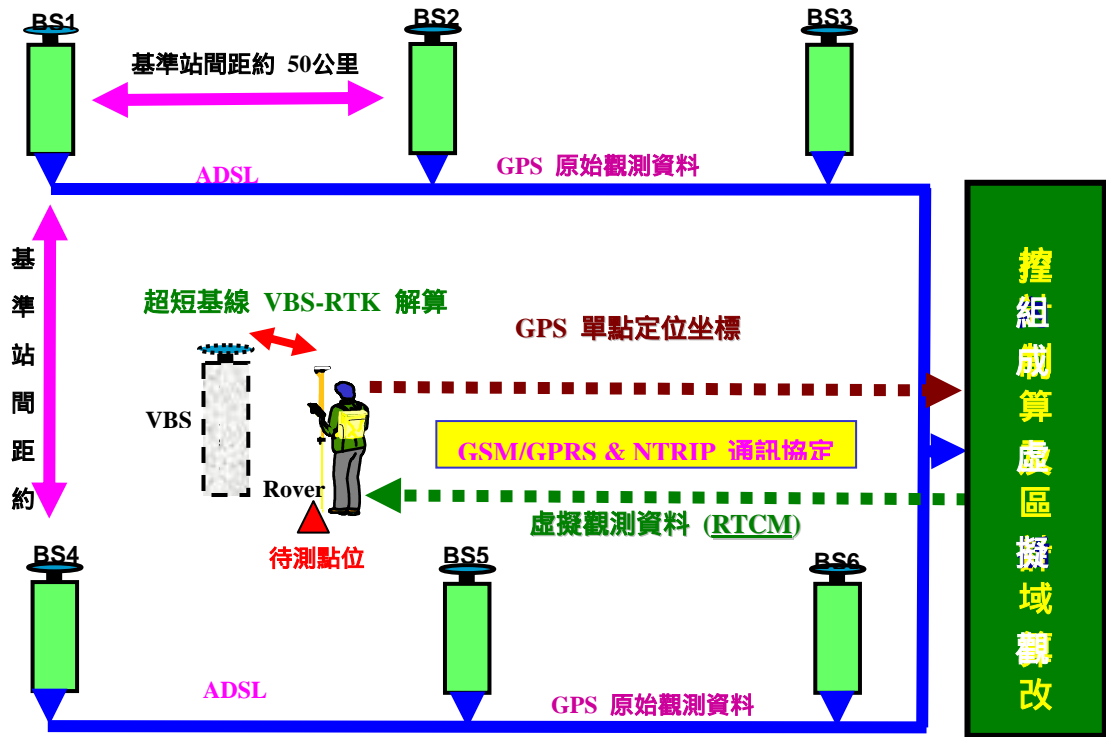 BS1
BS2
BS3
基準站間距約 50公里
ADSL
GPS 原始觀測資料
基準站間距約
超短基線 VBS-RTK 解算
GPS 單點定位坐標
VBS
GSM/GPRS & NTRIP 通訊協定
Rover
虛擬觀測資料 (RTCM)
待測點位
BS4
BS5
BS6
ADSL
GPS 原始觀測資料